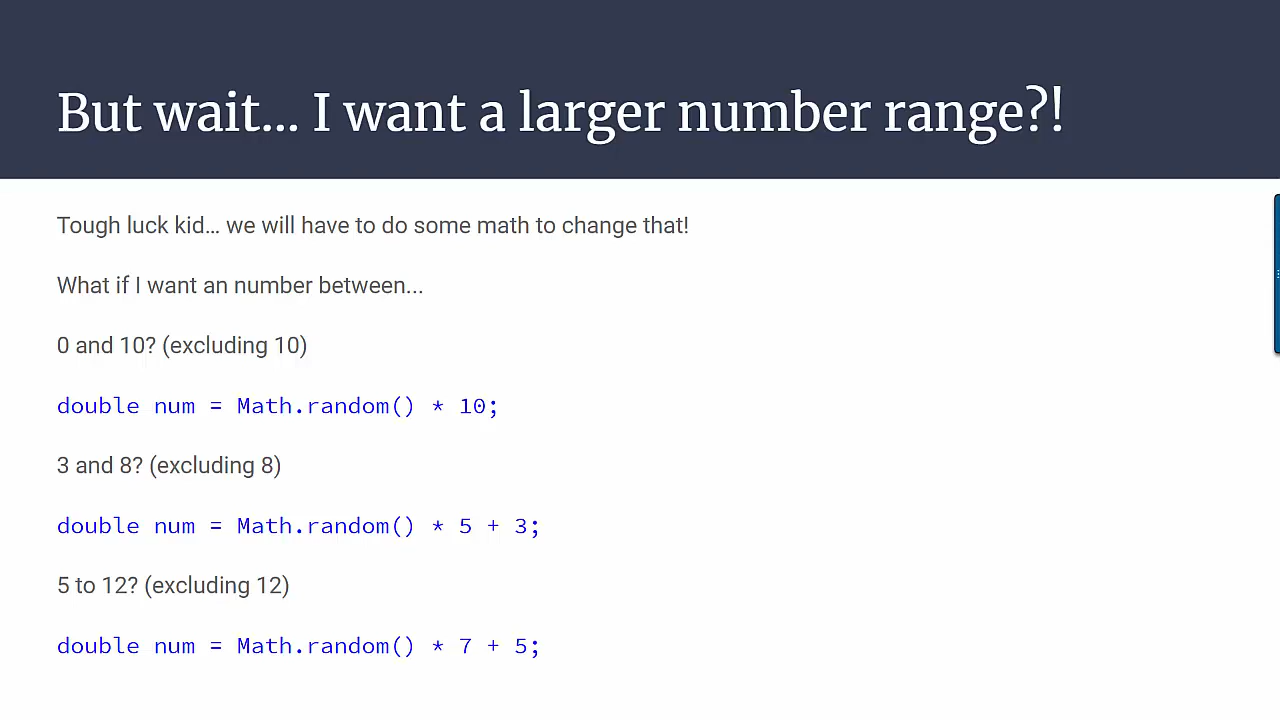 But wait... I want a larger number range?!
Tough luck kid... we will have to do some math to change that!
What if I want an number between...
0 and 10? (excluding 10)
double num = Math.random() * 10;
3 and 8? (excluding 8)
double num = Math.random() * 5 + 3;
5 to 12? (excluding 12)
double num = Math.random() * 7 + 5;